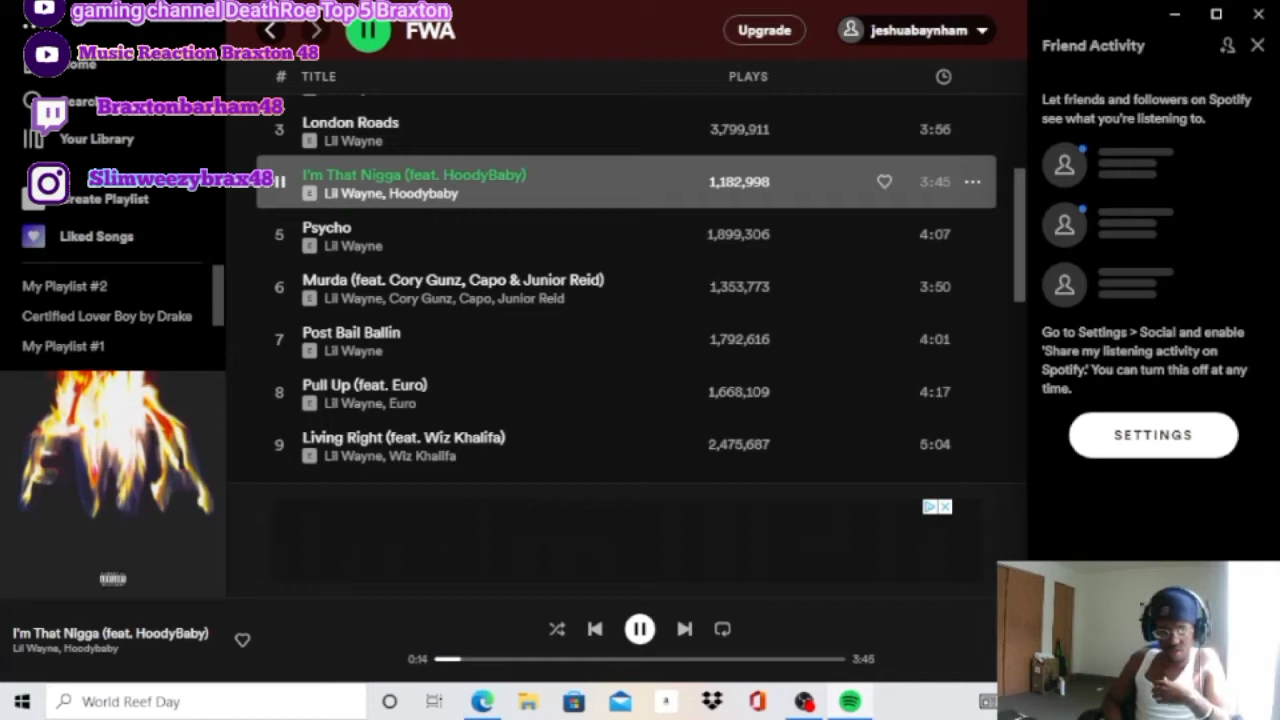 gaming channel DeathRoe Top 5 Braxton
Music Reaction Braxton 48
Braxtonbarham48
Your Library
Slimweezybrax48
Create Playlist
Liked Songs
My Playlist #2
Certified Lover Boy by Drake
My Playlist #1
FWA
Upgrade
jeshuabaynham
# TITLE PLAYS
3 London Roads 3,799,911 3:56
E Lil Wayne
I'm That Nigga (feat. HoodyBaby) 1,182,998 3:45
E Lil Wayne, Hoodybaby
5 Psycho 1,899,306 4:07
E Lil Wayne
6 Murda (feat. Cory Gunz, Capo & Junior Reid) 1,353,773 3:50
E Lil Wayne, Cory Gunz, Capo, Junior Reid
7 Post Bail Ballin 1,792,616 4:01
E Lil Wayne
8 Pull Up (feat. Euro) 1,668,109 4:17
E Lil Wayne, Euro
9 Living Right (feat. Wiz Khalifa) 2,475,687 5:04
E Lil Wayne, Wiz Khalifa
Friend Activity
Let friends and followers on Spotify
see what you're listening to.
Go to Settings > Social and enable
'Share my listening activity on
Spotify.' You can turn this off at any
time.
SETTINGS
I'm That Nigga (feat. HoodyBaby)
Lil Wayne, Hoodybaby
0:14
3:45
World Reef Day